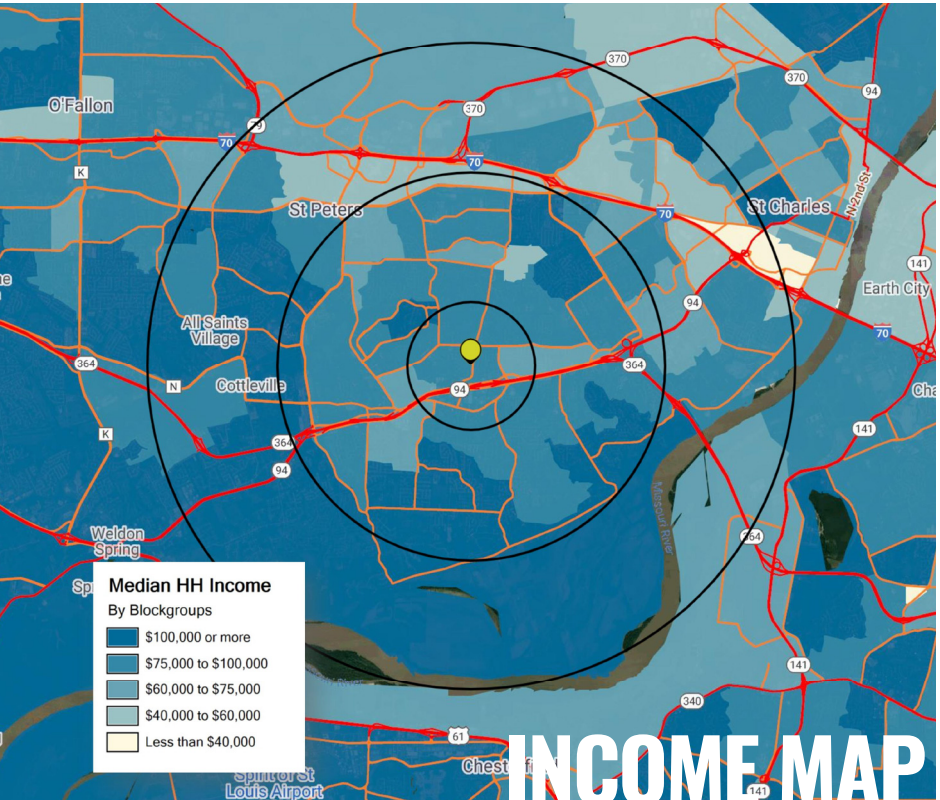 370
370
94
O'Fallon
79
370
70
70
K
St Peters
70
St Charles
N 2nd St
141
Earth City
94
All Saints
Village
70
364
N
Cottleville
94
364
K
364
94
141
Missouri River
Weldon
Spring
364
Median HH Income
By Blockgroups
$100,000 or more
$75,000 to $100,000
$60,000 to $75,000
$40,000 to $60,000
Less than $40,000
141
340
61
INCOME MAP
Spirit of St
Louis Airport
141